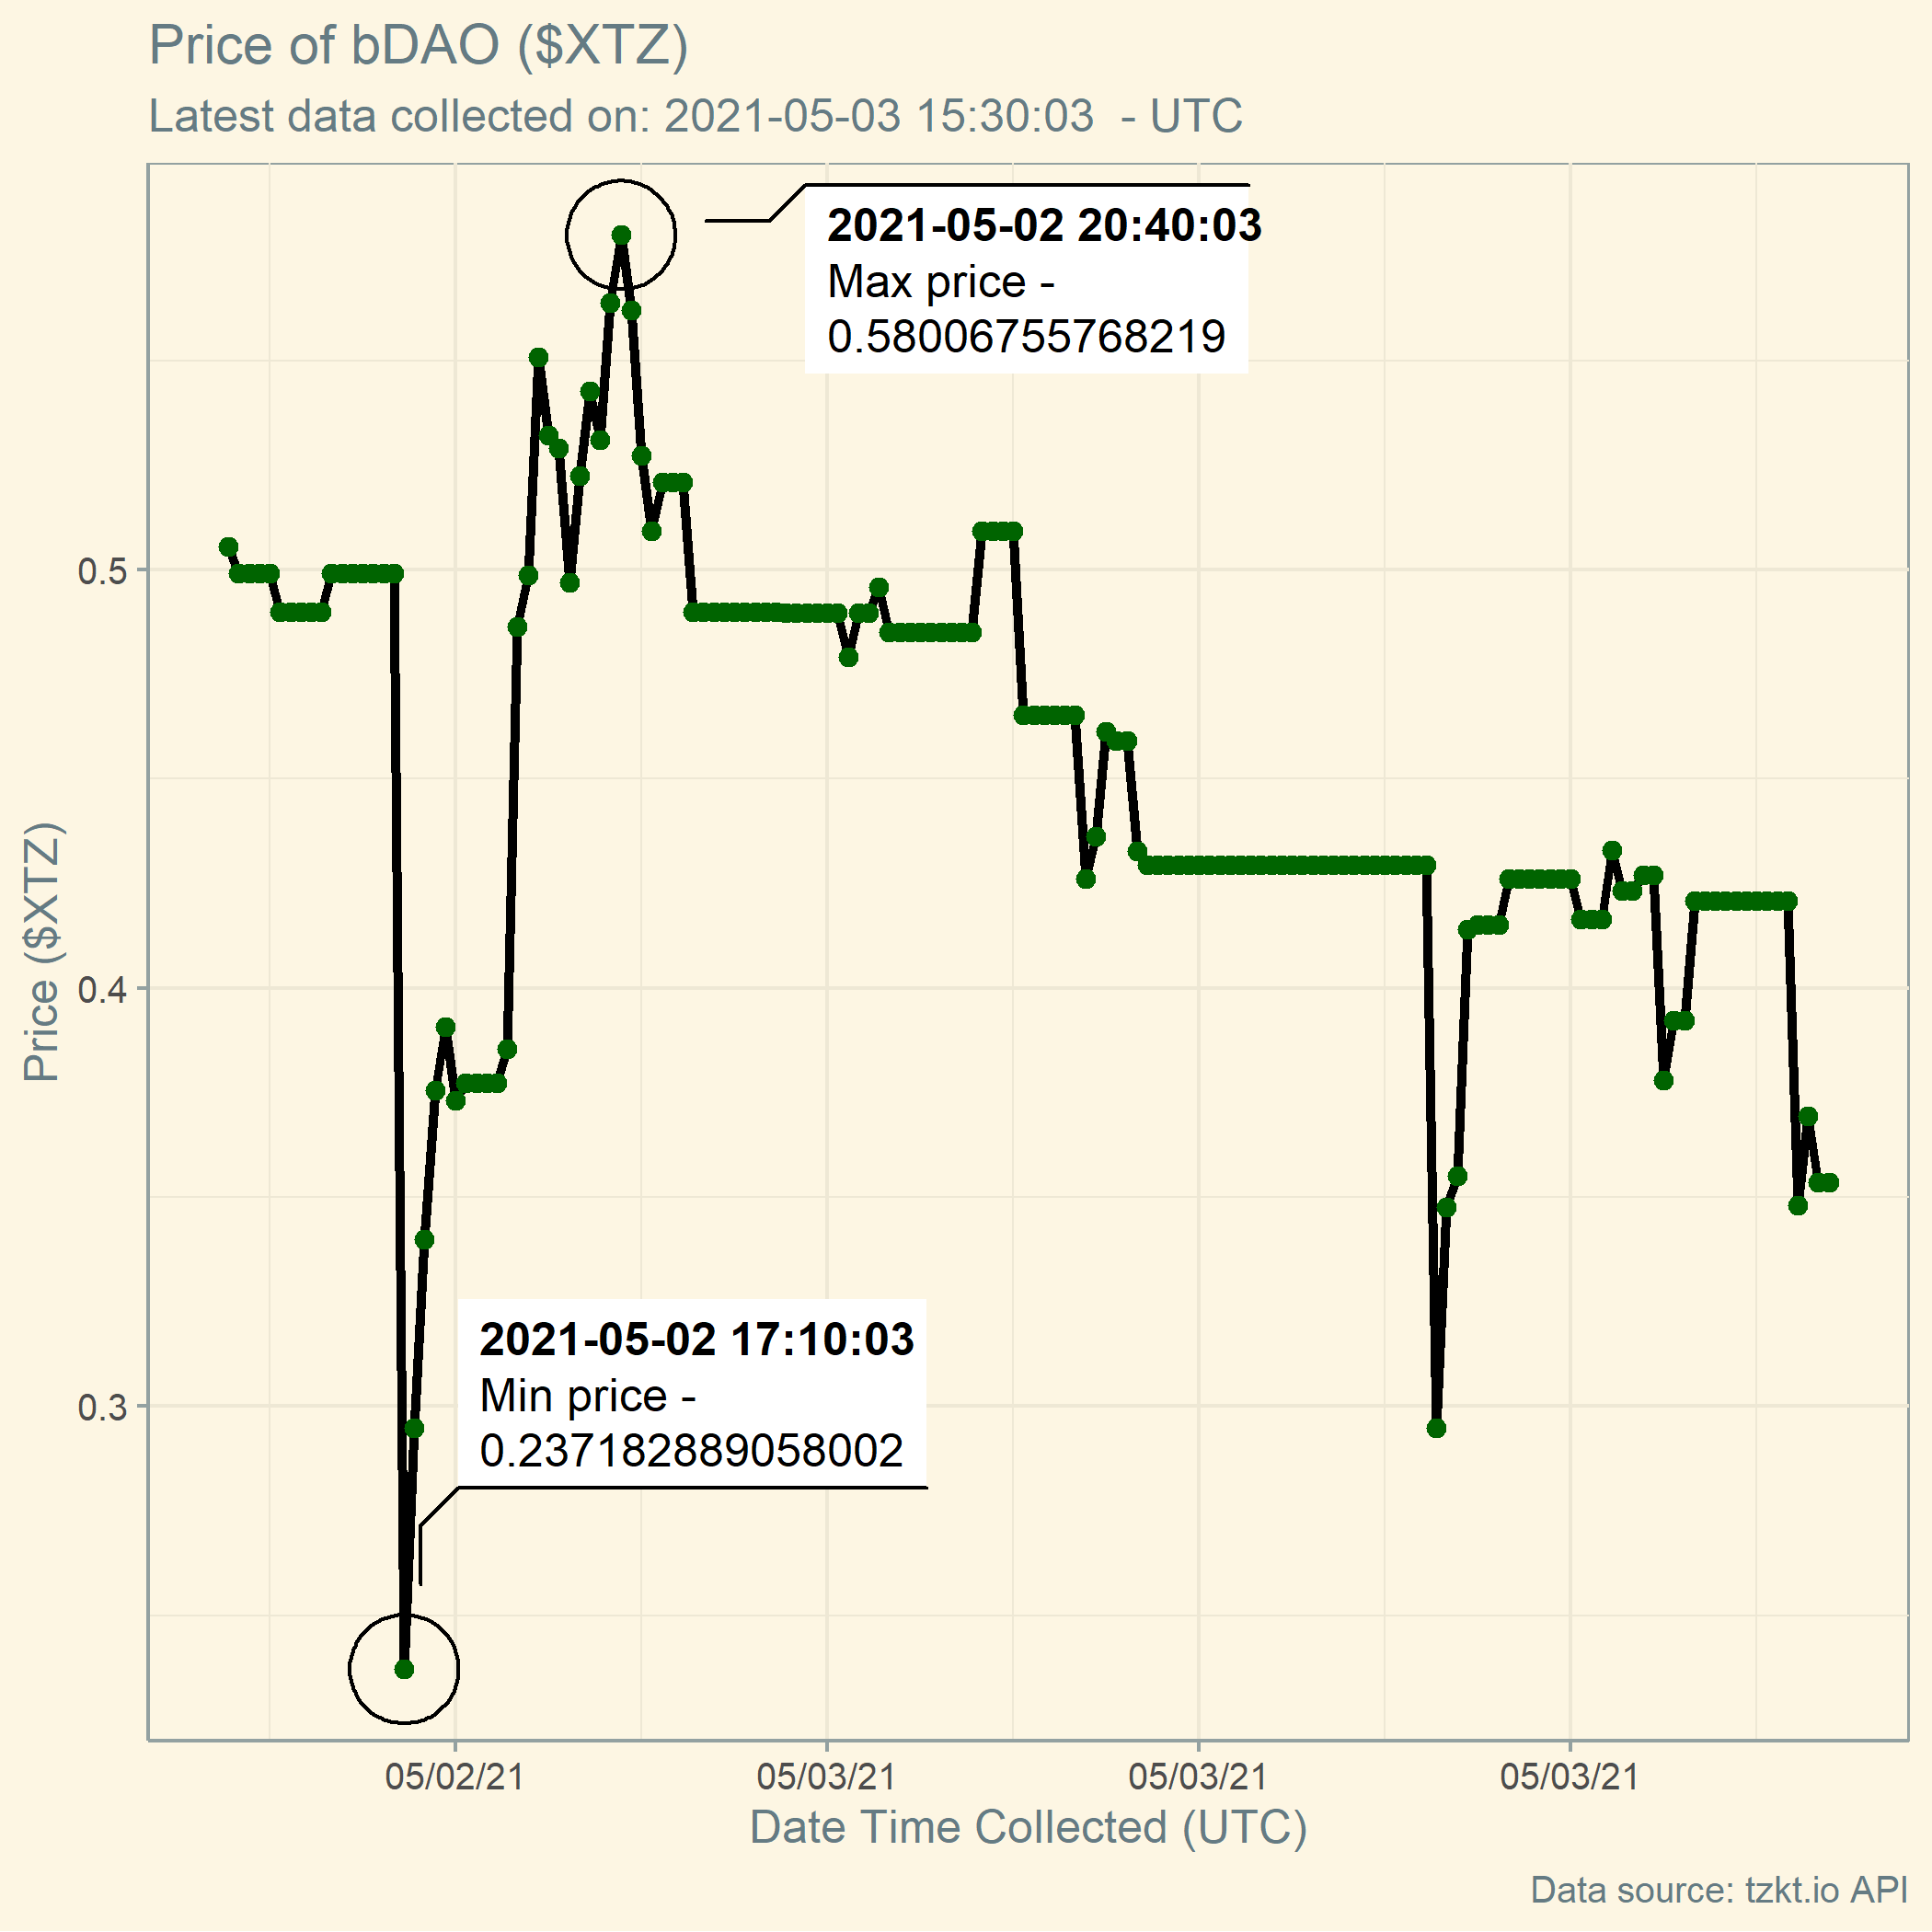 Price of bDAO ($XTZ)
Latest data collected on: 2021-05-03 15:30:03  - UTC
2021-05-02 20:40:03
Max price -
0.58006755768219
0.5
0.4
0.3
Price ($XTZ)
2021-05-02 17:10:03
Min price -
0.237182889058002
05/02/21
05/03/21
05/03/21
05/03/21
Date Time Collected (UTC)
Data source: tzkt.io API